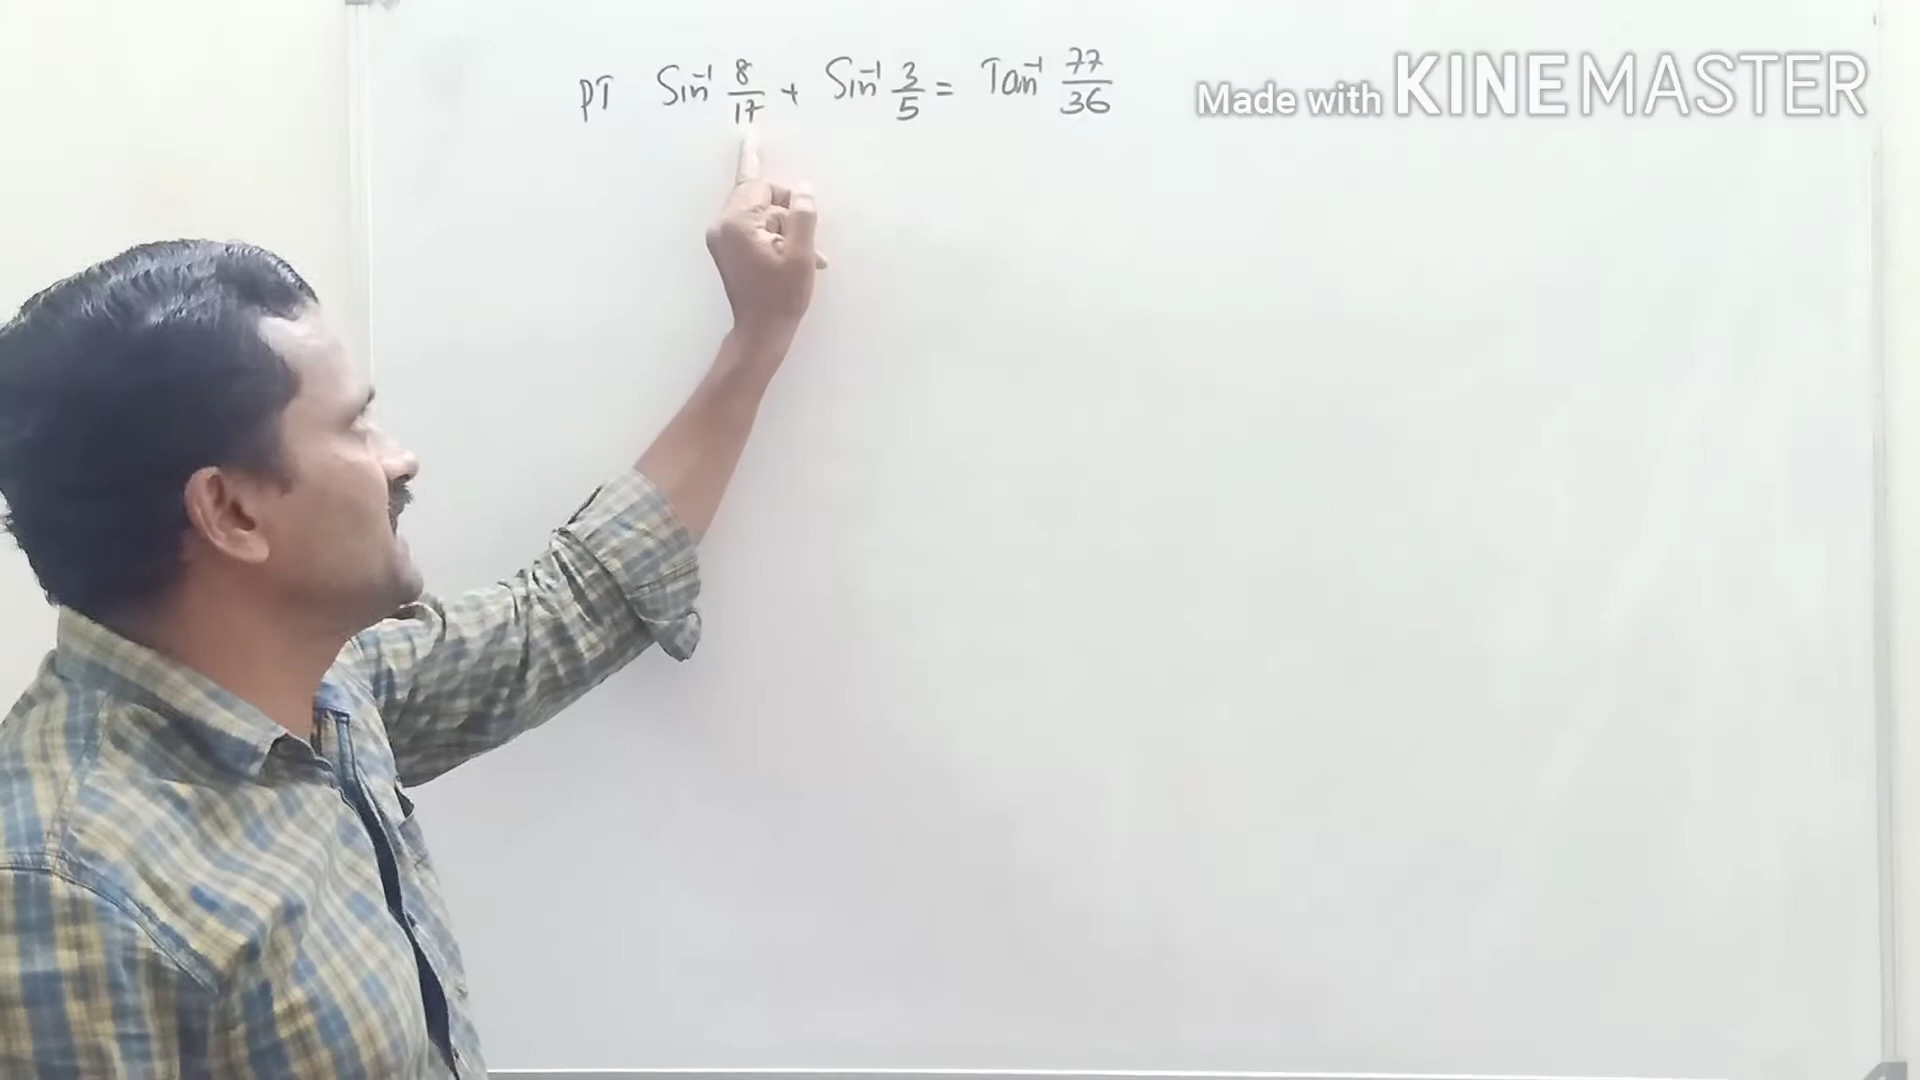 PT Sin⁻¹ 8/17 + Sin⁻¹ 3/5 = Tan⁻¹ 77/36
Made with KINEMASTER